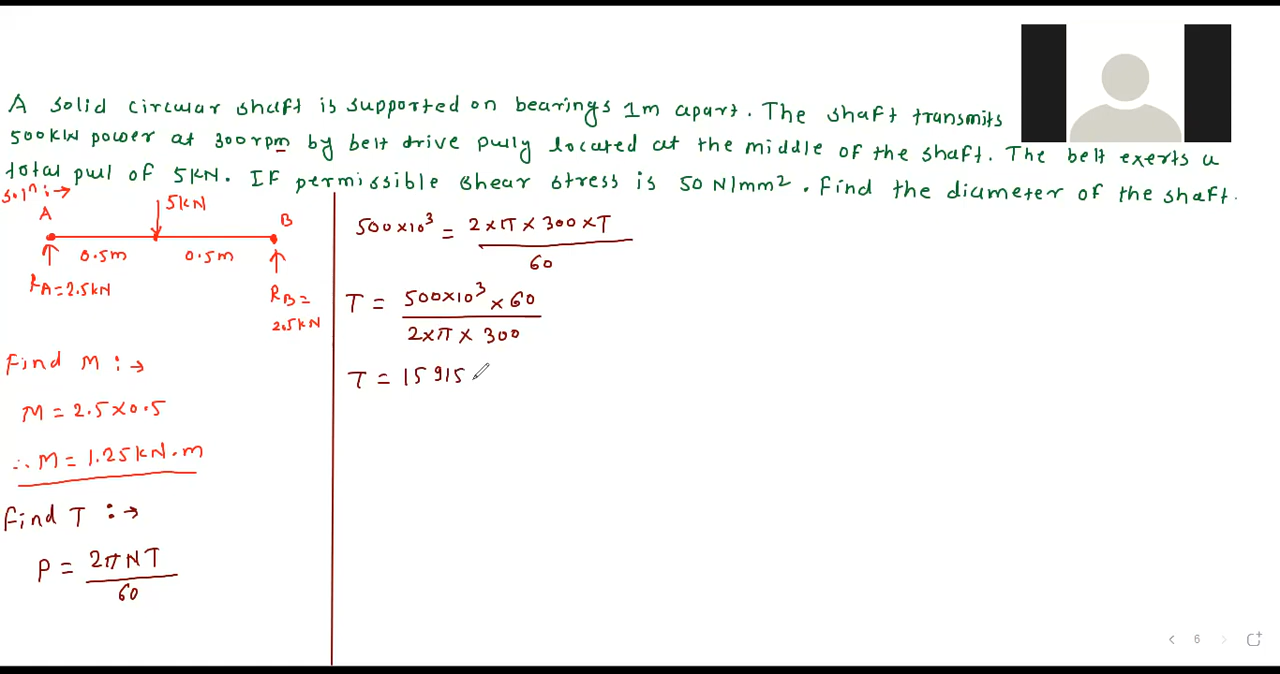 A solid circular shaft is supported on bearings 1m apart. The shaft transmits
500kW power at 300rpm by belt drive pully located at the middle of the shaft. The belt exerts a
total pul of 5kN. IF permissible shear stress is 50 N/mm². Find the diameter of the shaft.
Solⁿ:→
A
5kN
B
0.5m 0.5m
RA=2.5kN
RB=
2.5kN
Find M :→
M = 2.5×0.5
∴ M = 1.25kN.m
Find T :→
P = 2πNT
60
500×10³ = 2×π×300×T
60
T = 500×10³×60
2×π×300
T = 15915
6